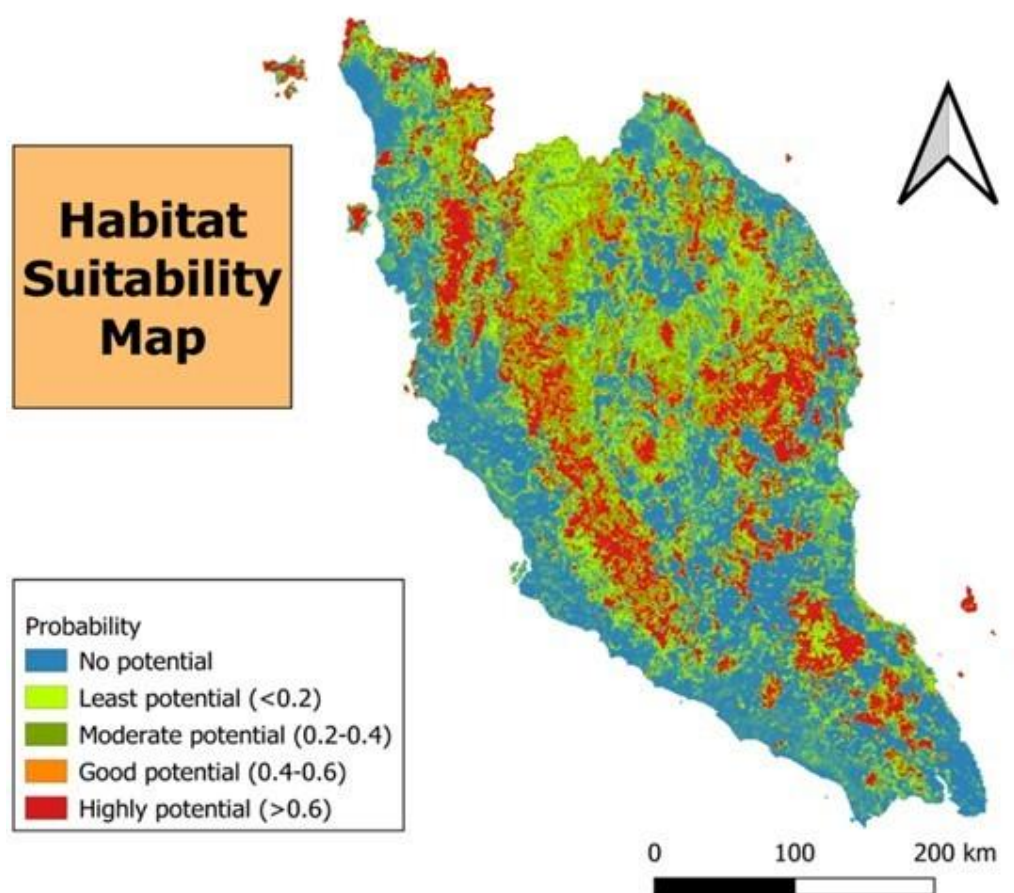 Habitat
Suitability
Map
Probability
No potential
Least potential (<0.2)
Moderate potential (0.2-0.4)
Good potential (0.4-0.6)
Highly potential (>0.6)
0 100 200 km